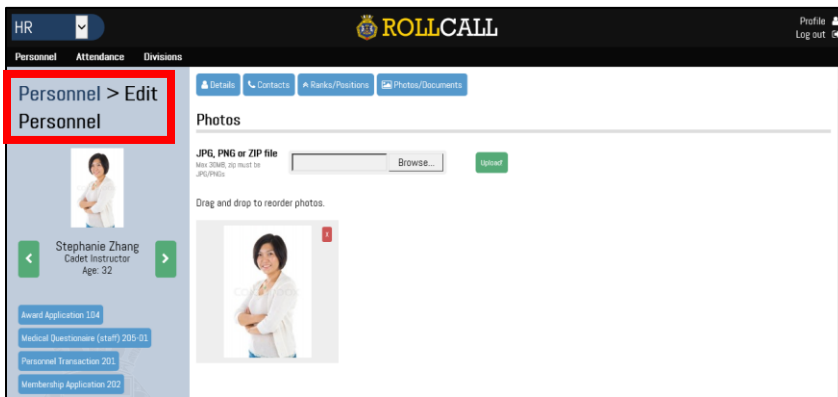 HR
ROLLCALL
Profile
Log out
Personnel Attendance Divisions
Personnel > Edit
Personnel
Details
Contacts
Ranks/Positions
Photos/Documents
Photos
JPG, PNG or ZIP file
Max 30MB, zip must be
JPG/PNGs
Browse...
Upload!
Drag and drop to reorder photos.
Stephanie Zhang
Cadet Instructor
Age: 32
Award Application 104
Medical Questionaire (staff) 205-01
Personnel Transaction 201
Membership Application 202